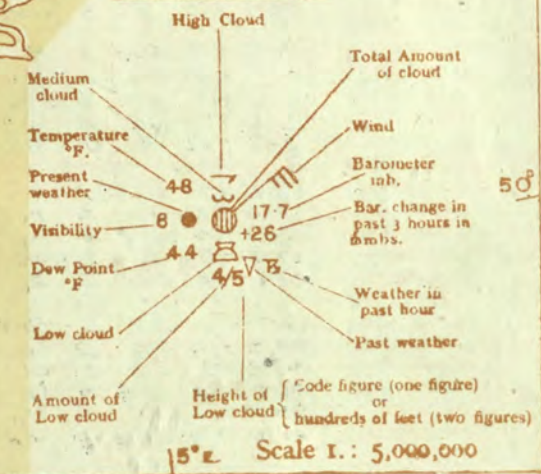 High Cloud
Total Amount
of cloud
Medium
cloud
Wind
Temperature
°F.
Barometer
mb.
Present
weather
48
50°
17.7
Bar. change in
past 3 hours in
mbs.
Visibility
8
+26
Dew Point
°F
44
4/5
Weather in
past hour
Low cloud
Past weather
Amount of
Low cloud
Height of
Low cloud
Code figure (one figure)
or
hundreds of feet (two figures)
5° E
Scale 1.: 5,000,000